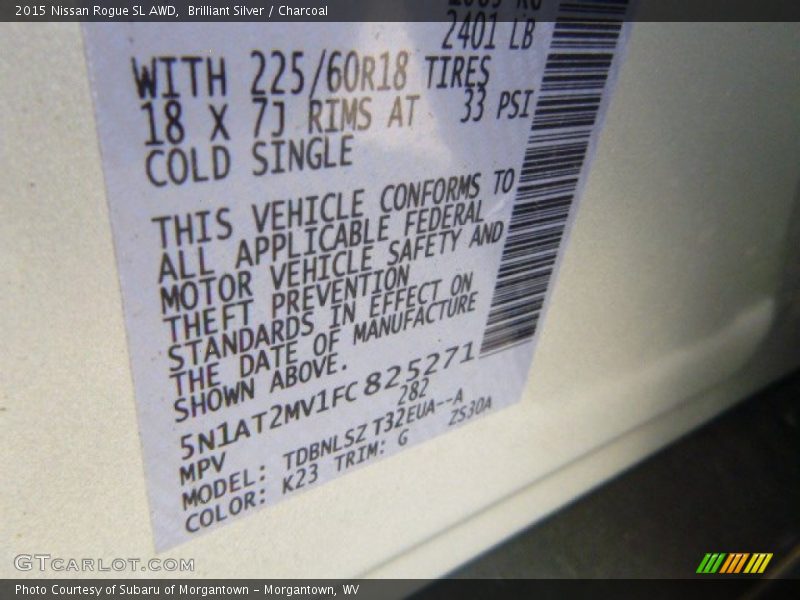 2015 Nissan Rogue SL AWD, Brilliant Silver / Charcoal
2401 LB
WITH 225/60R18 TIRES
18 X 7J RIMS AT 33 PSI
COLD SINGLE
THIS VEHICLE CONFORMS TO
ALL APPLICABLE FEDERAL
MOTOR VEHICLE SAFETY AND
THEFT PREVENTION
STANDARDS IN EFFECT ON
THE DATE OF MANUFACTURE
SHOWN ABOVE.
5N1AT2MV1FC825271
MPV 282
MODEL: TDBNLSZ T32EUA--A
COLOR: K23 TRIM: G ZS30A
GTCARLOT.COM
Photo Courtesy of Subaru of Morgantown - Morgantown, WV